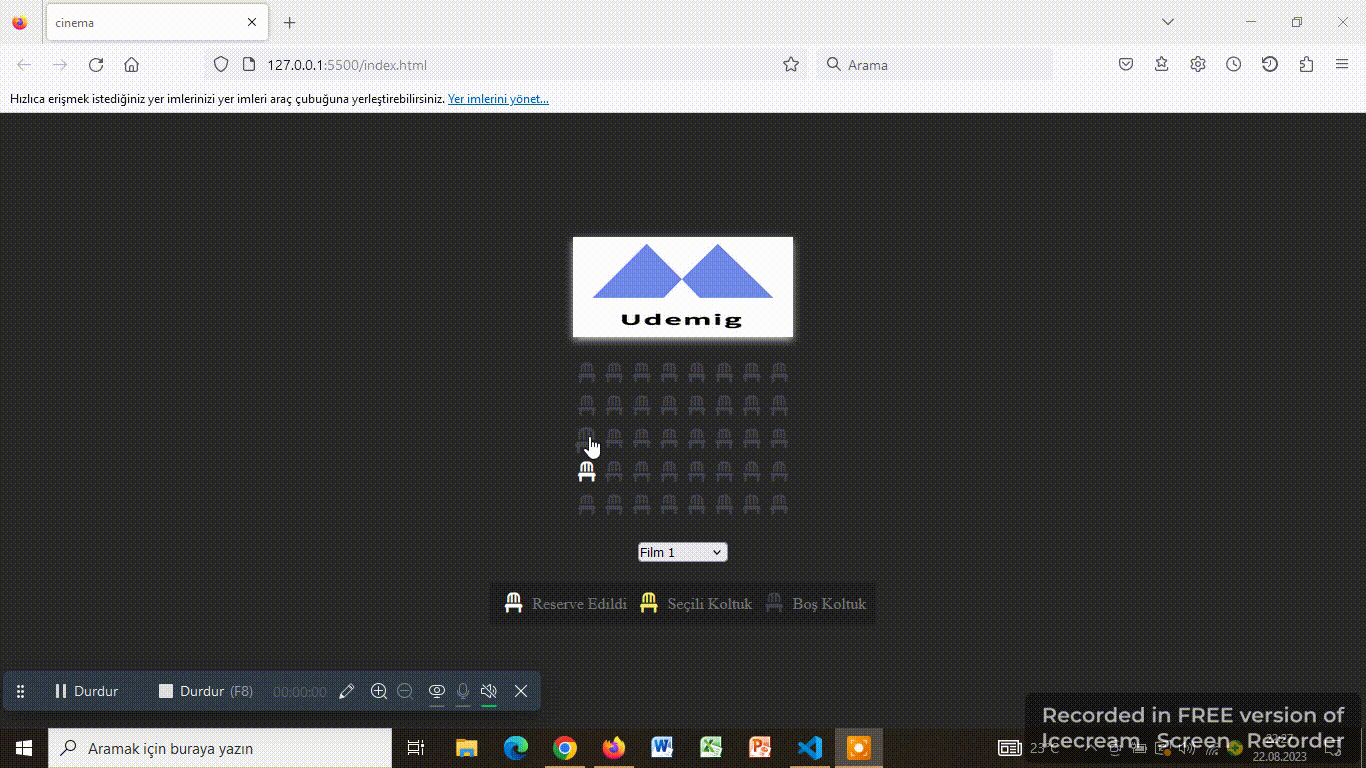 cinema
127.0.0.1:5500/index.html
Arama
Hızlıca erişmek istediğiniz yer imlerinizi yer imleri araç çubuğuna yerleştirebilirsiniz. Yer imlerini yönet...
Udemig
Film 1
Reserve Edildi Seçili Koltuk Boş Koltuk
Durdur Durdur (F8) 00:00:00
Recorded in FREE version of
Icecream Screen Recorder
Aramak için buraya yazın
23°C
22.08.2023